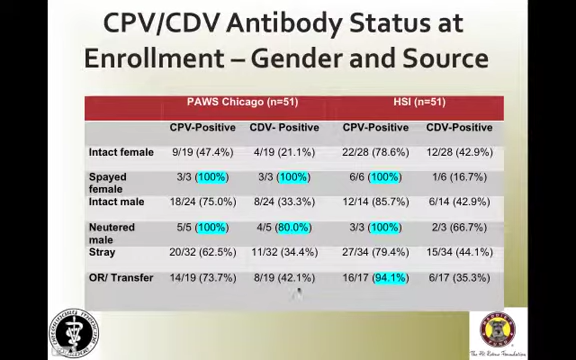 CPV/CDV Antibody Status at
Enrollment – Gender and Source
PAWS Chicago (n=51) HSI (n=51)
CPV-Positive CDV- Positive CPV-Positive CDV-Positive
Intact female 9/19 (47.4%) 4/19 (21.1%) 22/28 (78.6%) 12/28 (42.9%)
Spayed female 3/3 (100%) 3/3 (100%) 6/6 (100%) 1/6 (16.7%)
Intact male 18/24 (75.0%) 8/24 (33.3%) 12/14 (85.7%) 6/14 (42.9%)
Neutered male 5/5 (100%) 4/5 (80.0%) 3/3 (100%) 2/3 (66.7%)
Stray 20/32 (62.5%) 11/32 (34.4%) 27/34 (79.4%) 15/34 (44.1%)
OR/ Transfer 14/19 (73.7%) 8/19 (42.1%) 16/17 (94.1%) 6/17 (35.3%)